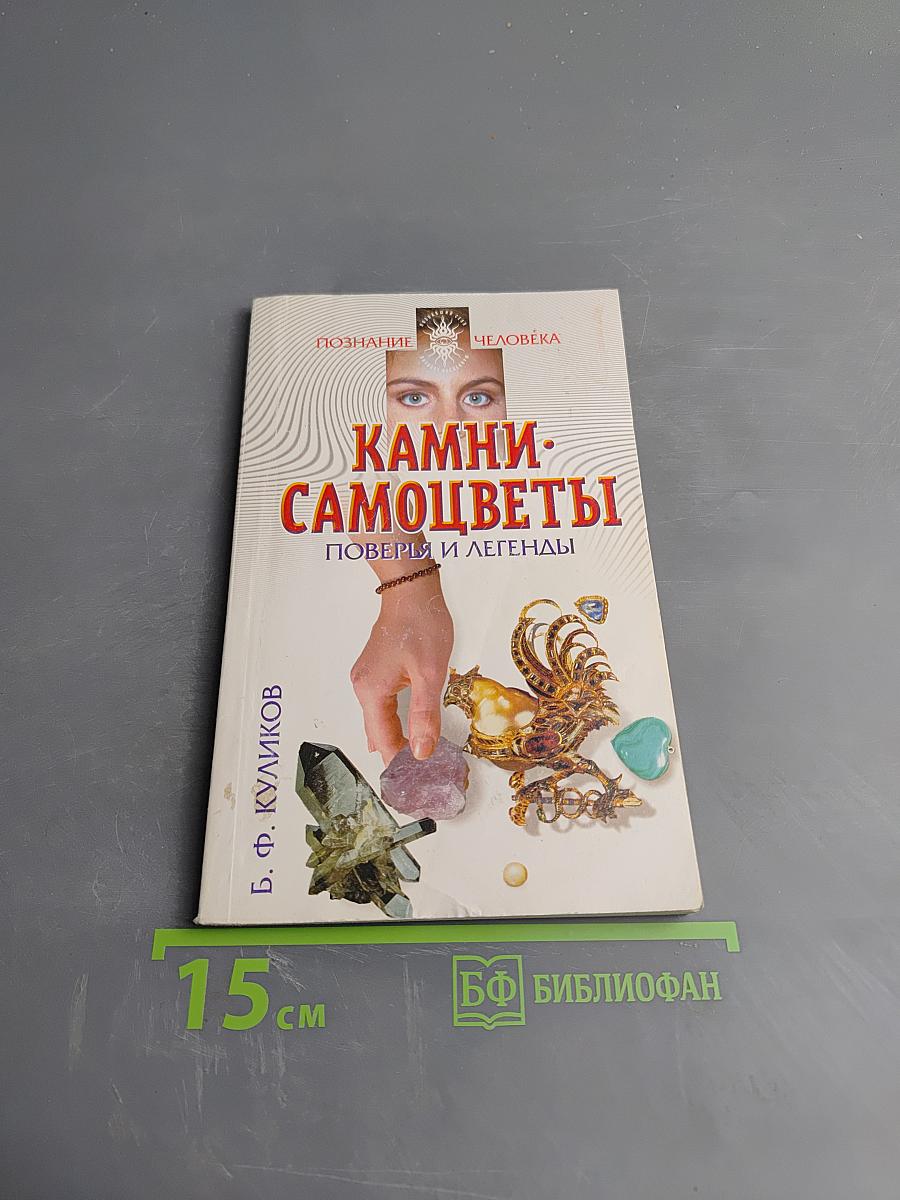 ПОЗНАНИЕ ЧЕЛОВЕКА
КАМНИ-
САМОЦВЕТЫ
ПОВЕРЬЯ И ЛЕГЕНДЫ
Б. Ф. КУЛИКОВ
15 см
БФ БИБЛИОФАН